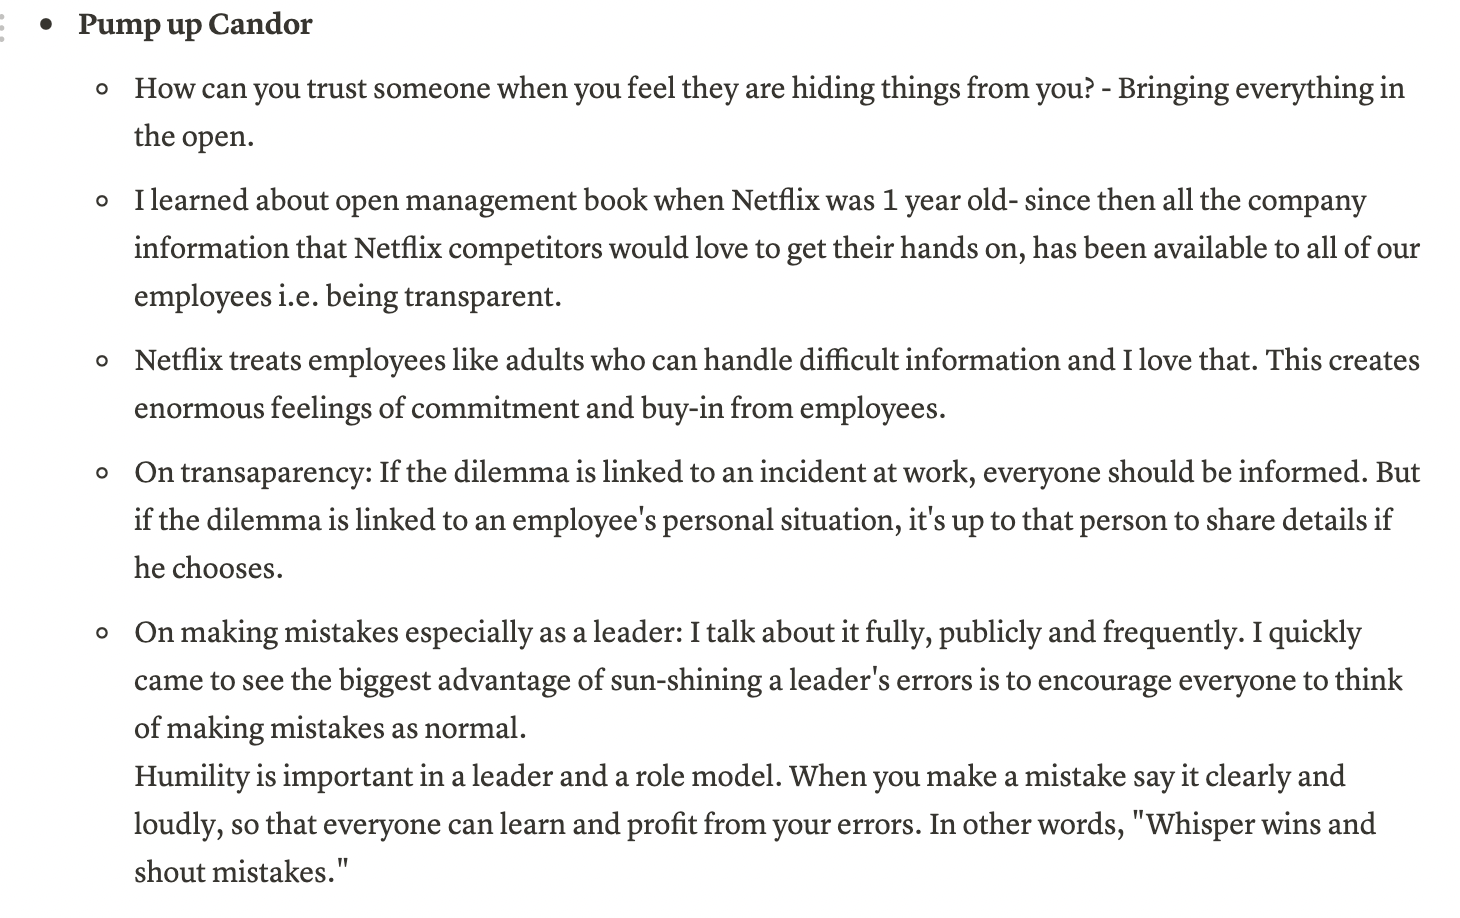 • Pump up Candor
◦ How can you trust someone when you feel they are hiding things from you? - Bringing everything in
the open.
◦ I learned about open management book when Netflix was 1 year old- since then all the company
information that Netflix competitors would love to get their hands on, has been available to all of our
employees i.e. being transparent.
◦ Netflix treats employees like adults who can handle difficult information and I love that. This creates
enormous feelings of commitment and buy-in from employees.
◦ On transaparency: If the dilemma is linked to an incident at work, everyone should be informed. But
if the dilemma is linked to an employee's personal situation, it's up to that person to share details if
he chooses.
◦ On making mistakes especially as a leader: I talk about it fully, publicly and frequently. I quickly
came to see the biggest advantage of sun-shining a leader's errors is to encourage everyone to think
of making mistakes as normal.
Humility is important in a leader and a role model. When you make a mistake say it clearly and
loudly, so that everyone can learn and profit from your errors. In other words, "Whisper wins and
shout mistakes."